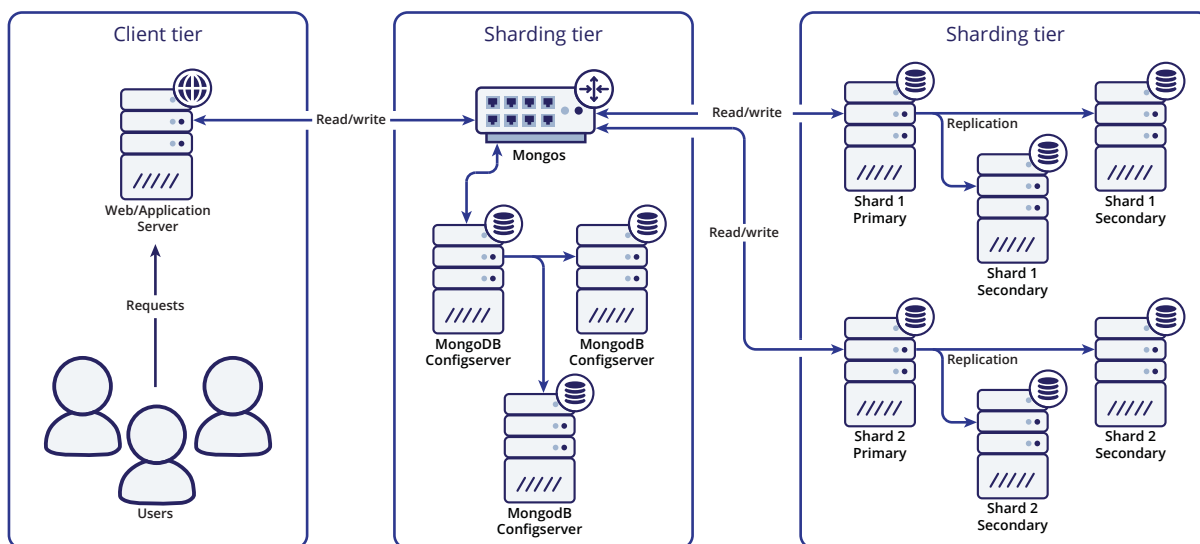 Client tier
Web/Application
Server
Requests
Users
Read/write
Sharding tier
Mongos
MongoDB
Configserver
MongodB
Configserver
MongodB
Configserver
Read/write
Read/write
Sharding tier
Shard 1
Primary
Replication
Shard 1
Secondary
Shard 1
Secondary
Shard 2
Primary
Replication
Shard 2
Secondary
Shard 2
Secondary